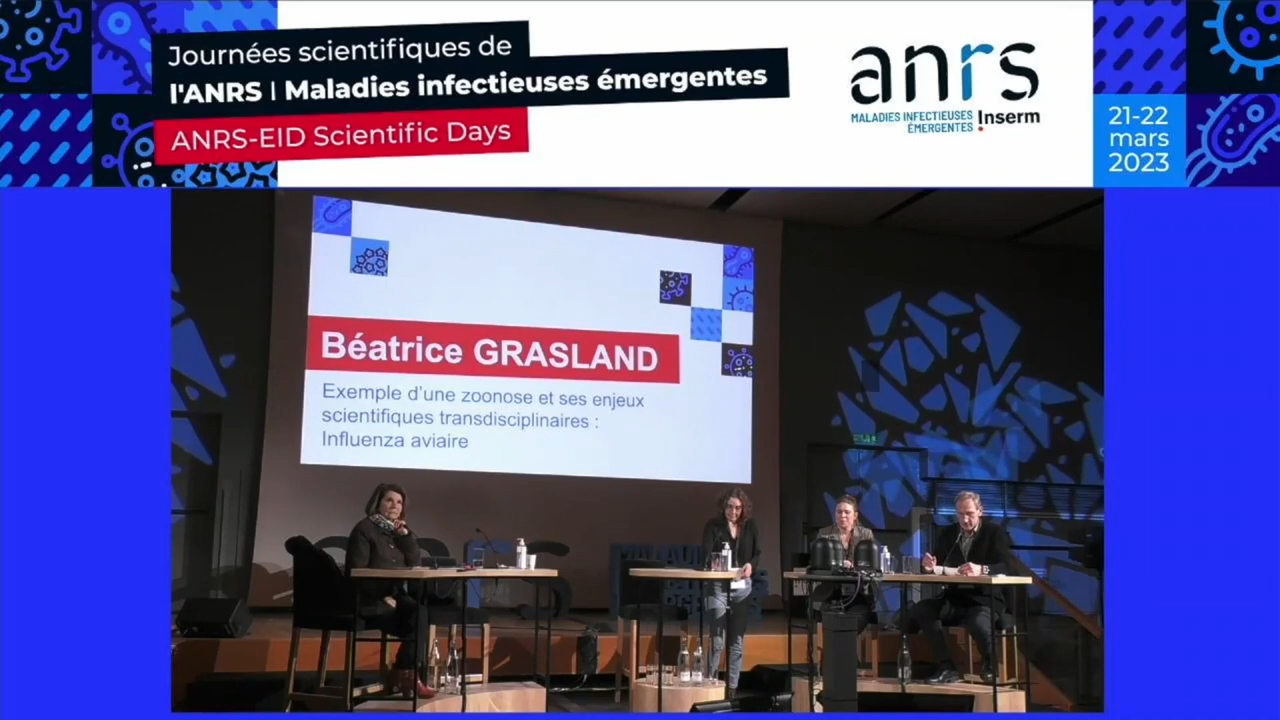 Journées scientifiques de
l'ANRS | Maladies infectieuses émergentes
ANRS-EID Scientific Days
anrs
MALADIES INFECTIEUSES
ÉMERGENTES Inserm
21-22
mars
2023
Béatrice GRASLAND
Exemple d'une zoonose et ses enjeux
scientifiques transdisciplinaires :
Influenza aviaire